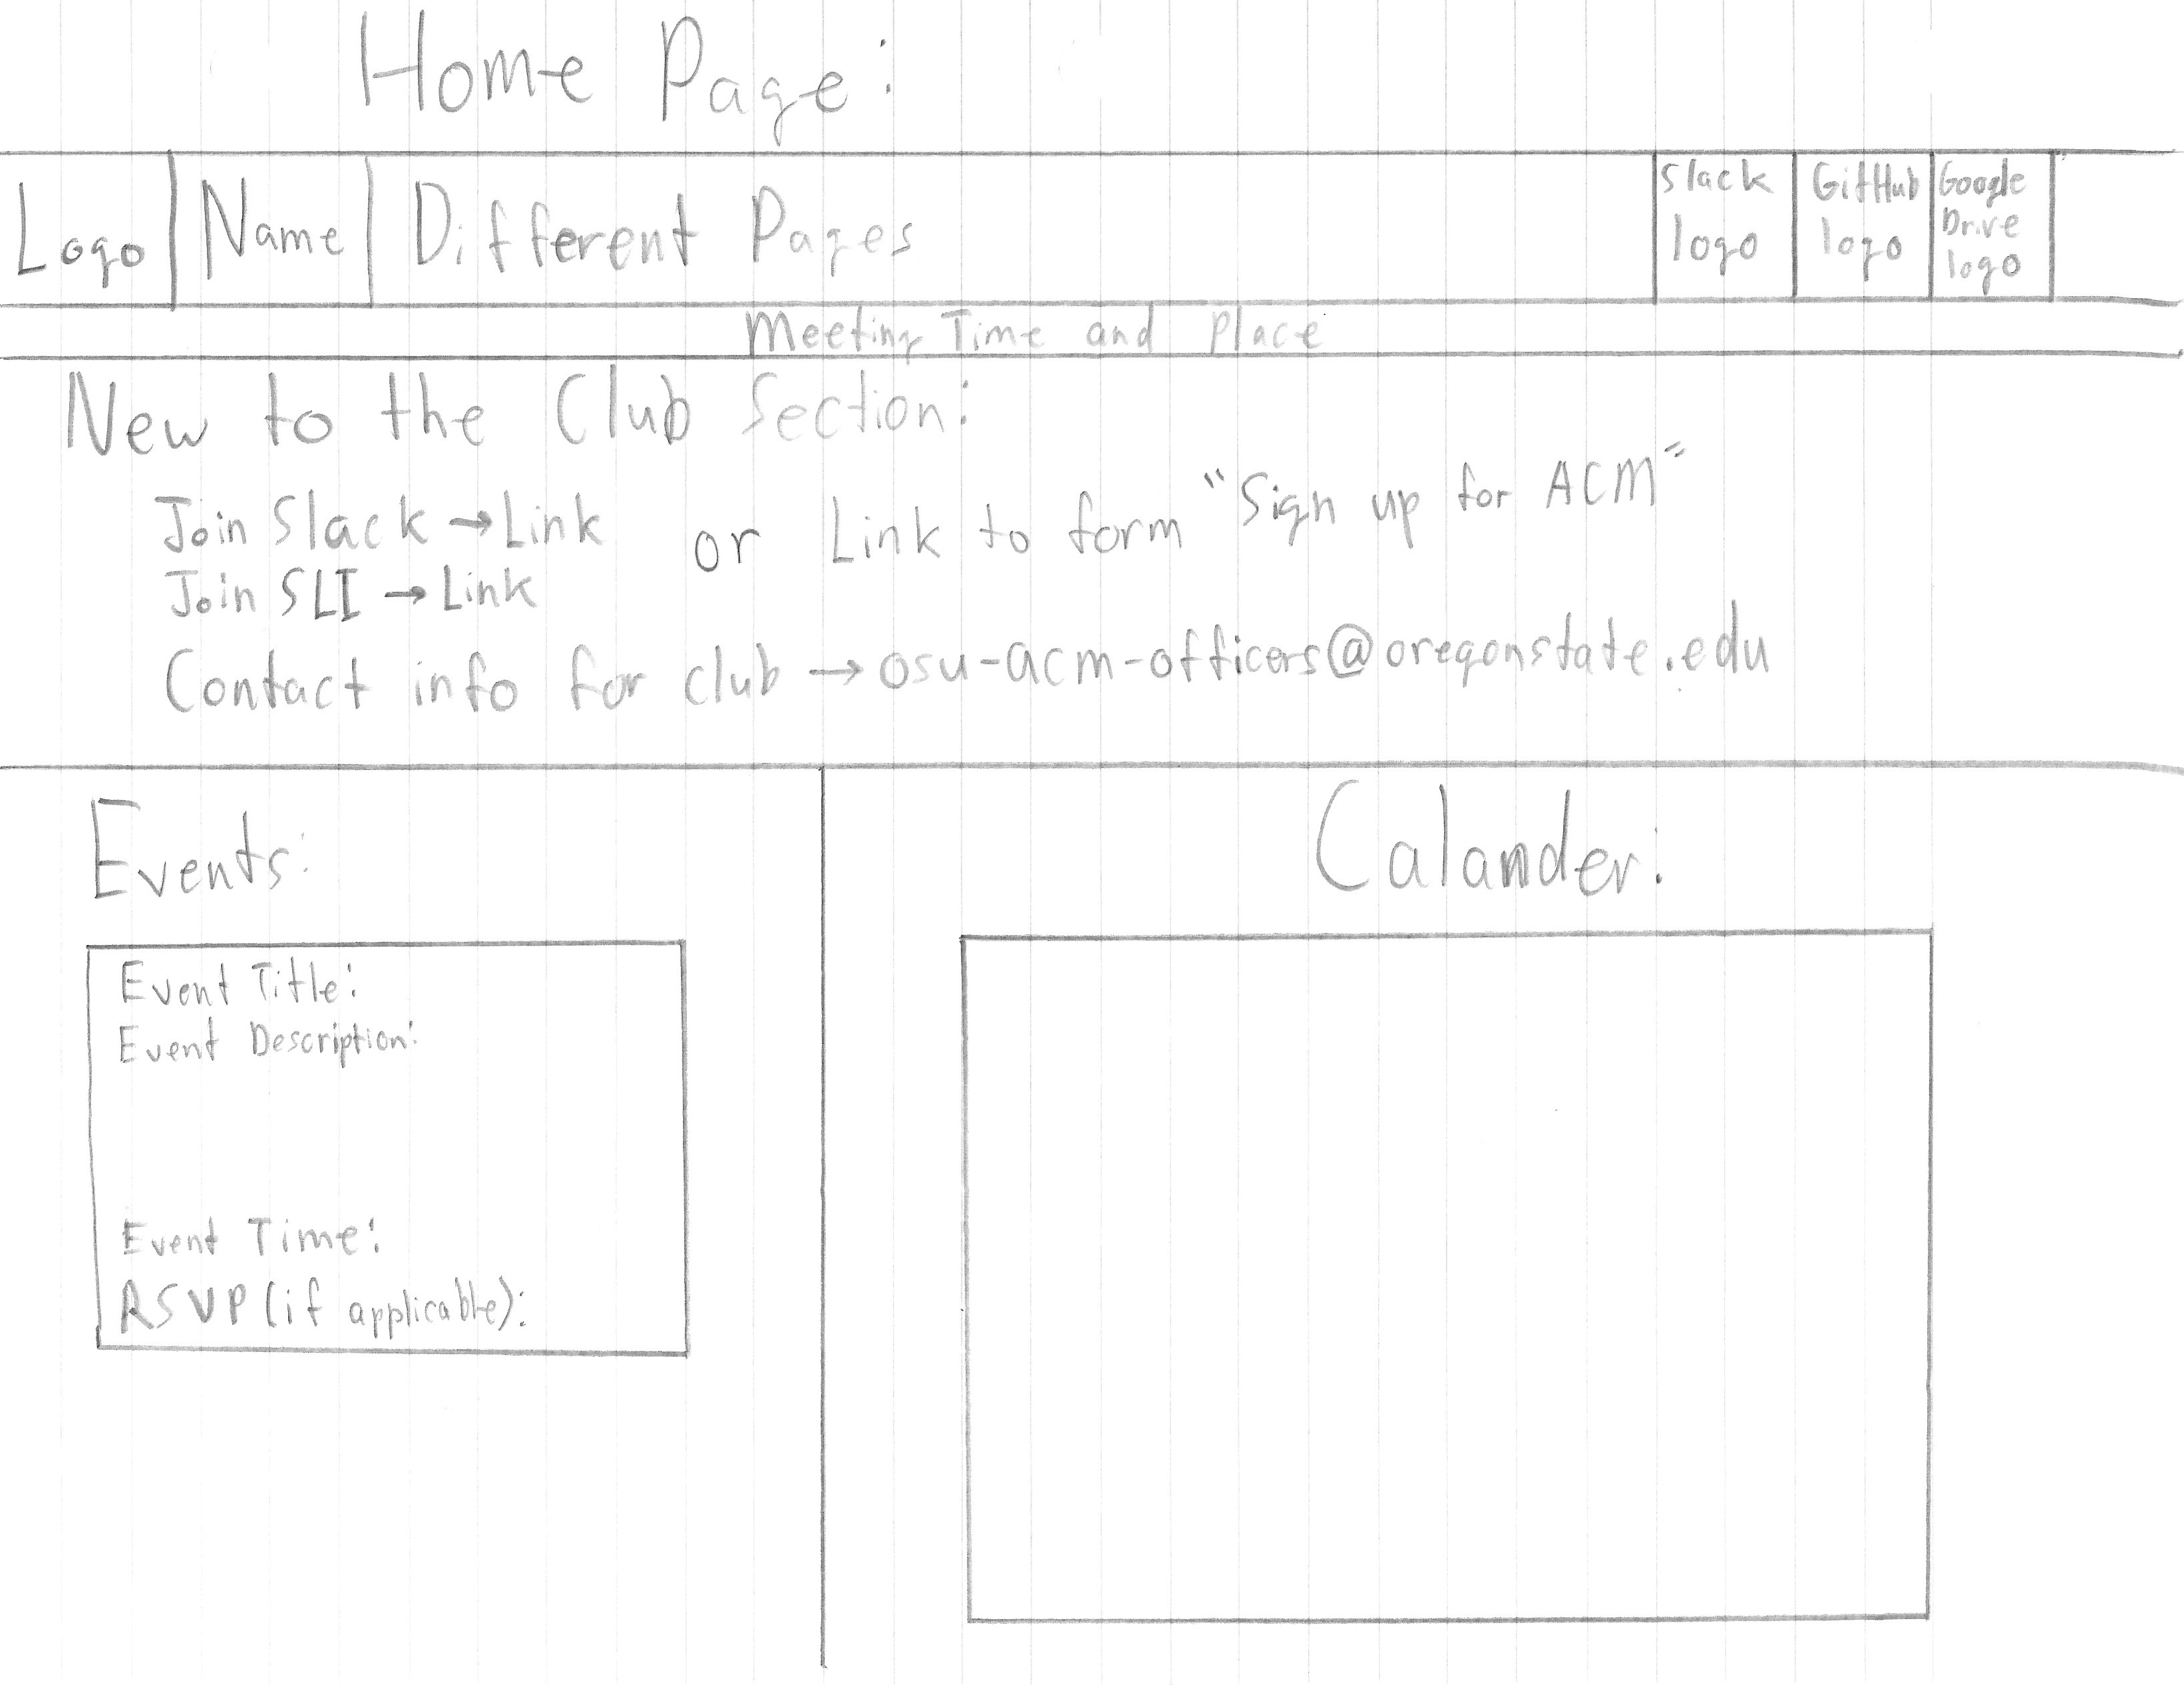 Home Page:
Logo Name Different Pages Slack logo GitHub logo Google Drive logo
Meeting Time and Place
New to the Club Section:
Join Slack → Link or Link to form "Sign up for ACM"
Join SLI → Link
Contact info for club → osu-acm-officers@oregonstate.edu
Events:
Event Title:
Event Description:
Event Time:
RSVP (if applicable):
Calander: